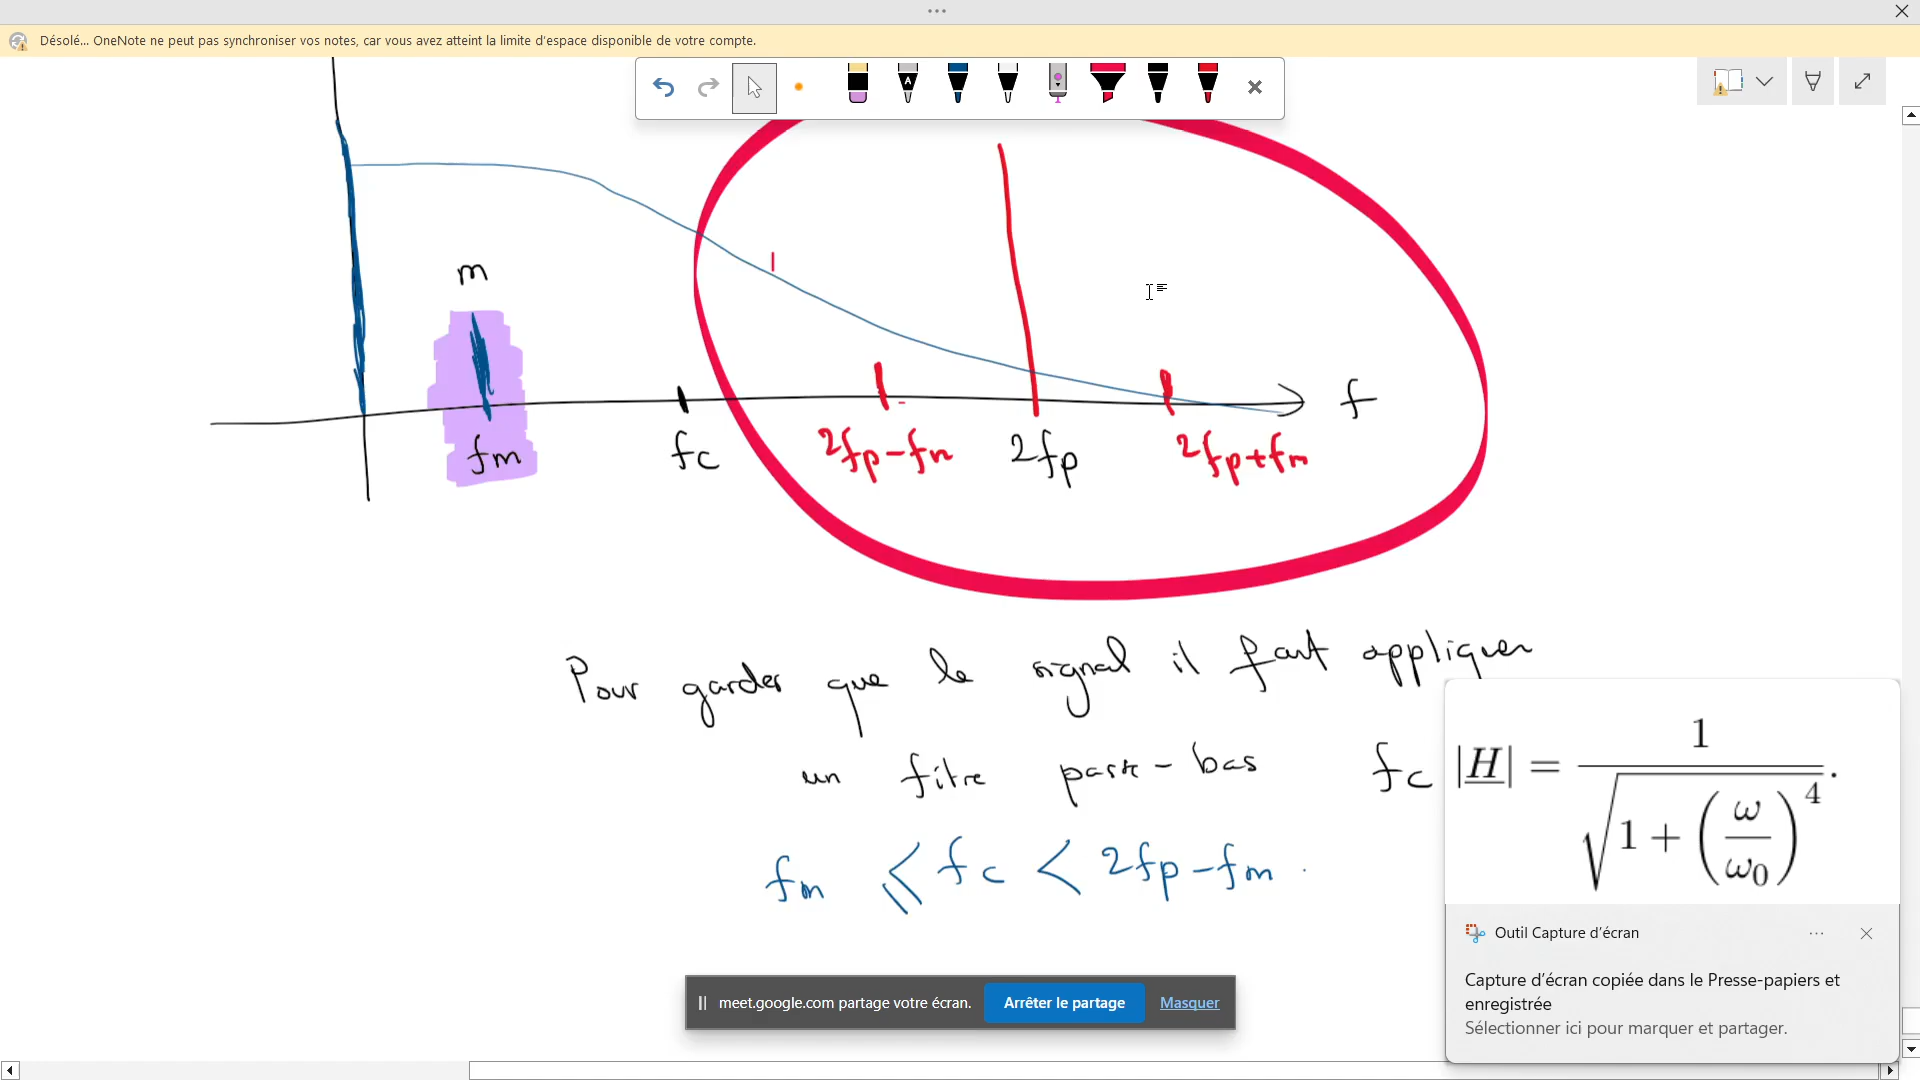 Désolé... OneNote ne peut pas synchroniser vos notes, car vous avez atteint la limite d'espace disponible de votre compte.
m
f
fm
fc
2fp-fm
2fp
2fp+fm
Pour garder que le signal il faut appliquer
un filtre passe-bas fc
fm ≪ fc < 2fp-fm
|H| = 1 / √(1 + (ω/ω0)^4).
Outil Capture d'écran
Capture d'écran copiée dans le Presse-papiers et
enregistrée
Sélectionner ici pour marquer et partager.
meet.google.com partage votre écran. Arrêter le partage Masquer